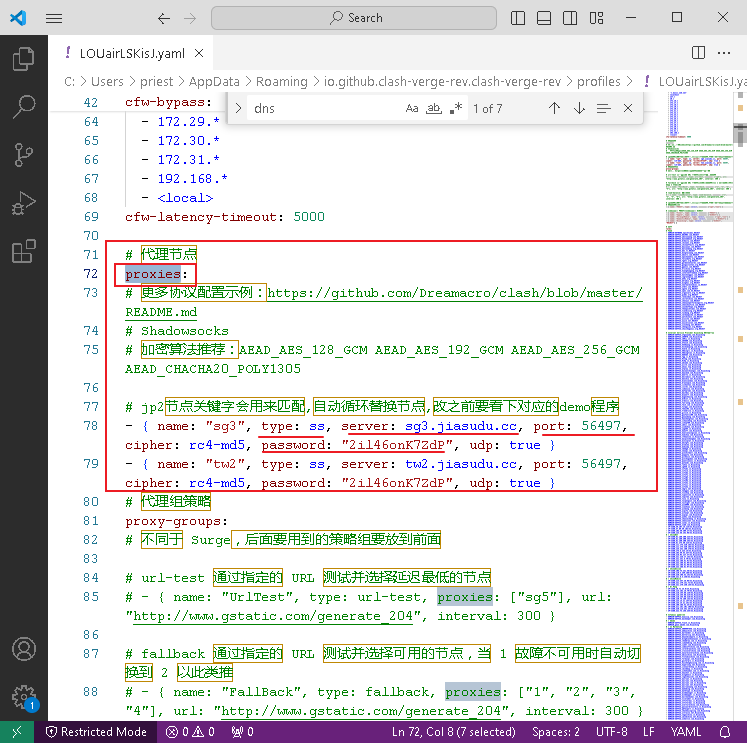 Search
LOUairLSKisJ.yaml
C: > Users > priest > AppData > Roaming > io.github.clash-verge-rev.clash-verge-rev > profiles > ! LOUairLSKisJ.ya
dns
Aa ab .* 1 of 7
42 cfw-bypass:
64 - 172.29.*
65 - 172.30.*
66 - 172.31.*
67 - 192.168.*
68 - <local>
69 cfw-latency-timeout: 5000
70
71 # 代理节点
72 proxies:
73 # 更多协议配置示例：https://github.com/Dreamacro/clash/blob/master/
README.md
74 # Shadowsocks
75 # 加密算法推荐：AEAD_AES_128_GCM AEAD_AES_192_GCM AEAD_AES_256_GCM
AEAD_CHACHA20_POLY1305
76
77 # jp2节点关键字会用来匹配,自动循环替换节点,改之前要看下对应的demo程序
78 - { name: "sg3", type: ss, server: sg3.jiasudu.cc, port: 56497,
cipher: rc4-md5, password: "2il46onK7ZdP", udp: true }
79 - { name: "tw2", type: ss, server: tw2.jiasudu.cc, port: 56497,
cipher: rc4-md5, password: "2il46onK7ZdP", udp: true }
80 # 代理组策略
81 proxy-groups:
82 # 不同于 Surge，后面要用到的策略组要放到前面
83
84 # url-test 通过指定的 URL 测试并选择延迟最低的节点
85 # - { name: "UrlTest", type: url-test, proxies: ["sg5"], url:
"http://www.gstatic.com/generate_204", interval: 300 }
86
87 # fallback 通过指定的 URL 测试并选择可用的节点，当 1 故障不可用时自动切
换到 2 以此类推
88 # - { name: "FallBack", type: fallback, proxies: ["1", "2", "3",
"4"], url: "http://www.gstatic.com/generate_204", interval: 300 }
1
Restricted Mode 0 0 0 Ln 72, Col 8 (7 selected) Spaces: 2 UTF-8 LF YAML